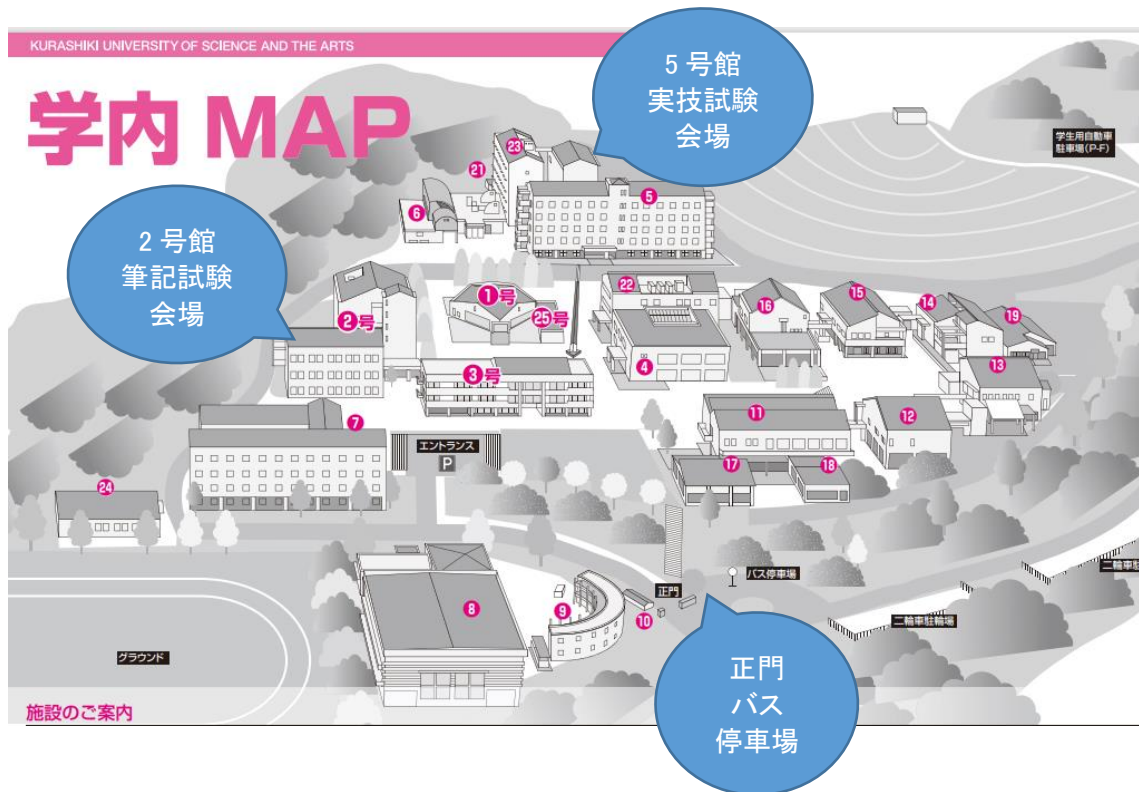 KURASHIKI UNIVERSITY OF SCIENCE AND THE ARTS
学内 MAP
5 号館
実技試験
会場
学生用自動車
駐車場(P-F)
2 号館
筆記試験
会場
23
21
5
6
22
16
15
14
19
1号
25号
2号
3号
4
13
11
12
7
エントランス
P
17
18
24
バス停車場
正門
8
9
10
二輪車駐輪場
二輪車駐
グラウンド
正門
バス
停車場
施設のご案内